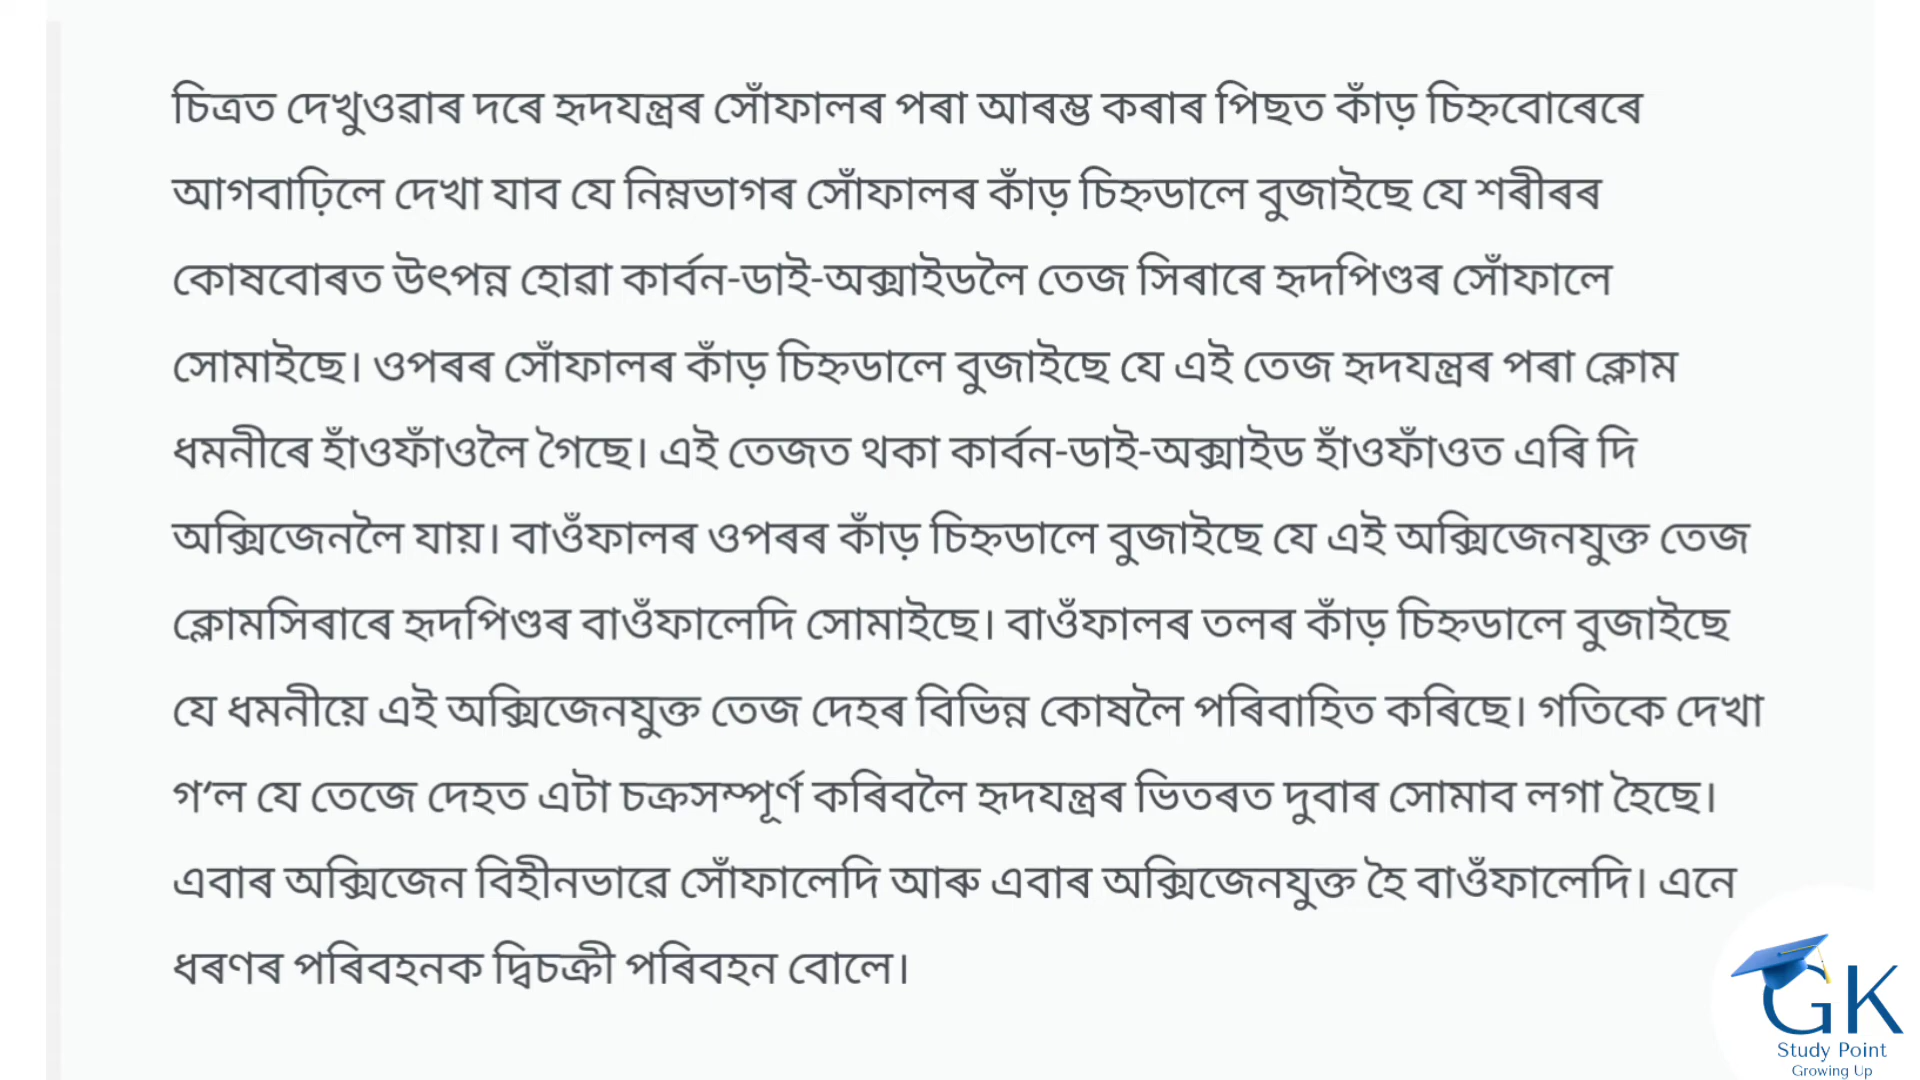 চিত্ৰত দেখুওৱাৰ দৰে হৃদযন্ত্ৰৰ সোঁফালৰ পৰা আৰম্ভ কৰাৰ পিছত কাঁড় চিহ্নবোৰেৰে
আগবাঢ়িলে দেখা যাব যে নিম্নভাগৰ সোঁফালৰ কাঁড় চিহ্নডালে বুজাইছে যে শৰীৰৰ
কোষবোৰত উৎপন্ন হোৱা কাৰ্বন-ডাই-অক্সাইডলৈ তেজ সিৰাৰে হৃদপিণ্ডৰ সোঁফালে
সোমাইছে। ওপৰৰ সোঁফালৰ কাঁড় চিহ্নডালে বুজাইছে যে এই তেজ হৃদযন্ত্ৰৰ পৰা ক্লোম
ধমনীৰে হাঁওফাঁওলৈ গৈছে। এই তেজত থকা কাৰ্বন-ডাই-অক্সাইড হাঁওফাঁওত এৰি দি
অক্সিজেনলৈ যায়। বাওঁফালৰ ওপৰৰ কাঁড় চিহ্নডালে বুজাইছে যে এই অক্সিজেনযুক্ত তেজ
ক্লোমসিৰাৰে হৃদপিণ্ডৰ বাওঁফালেদি সোমাইছে। বাওঁফালৰ তলৰ কাঁড় চিহ্নডালে বুজাইছে
যে ধমনীয়ে এই অক্সিজেনযুক্ত তেজ দেহৰ বিভিন্ন কোষলৈ পৰিবাহিত কৰিছে। গতিকে দেখা
গ’ল যে তেজে দেহত এটা চক্ৰসম্পূৰ্ণ কৰিবলৈ হৃদযন্ত্ৰৰ ভিতৰত দুবাৰ সোমাব লগা হৈছে।
এবাৰ অক্সিজেন বিহীনভাৱে সোঁফালেদি আৰু এবাৰ অক্সিজেনযুক্ত হৈ বাওঁফালেদি। এনে
ধৰণৰ পৰিবহনক দ্বিচক্ৰী পৰিবহন বোলে।
GK
Study Point
Growing Up